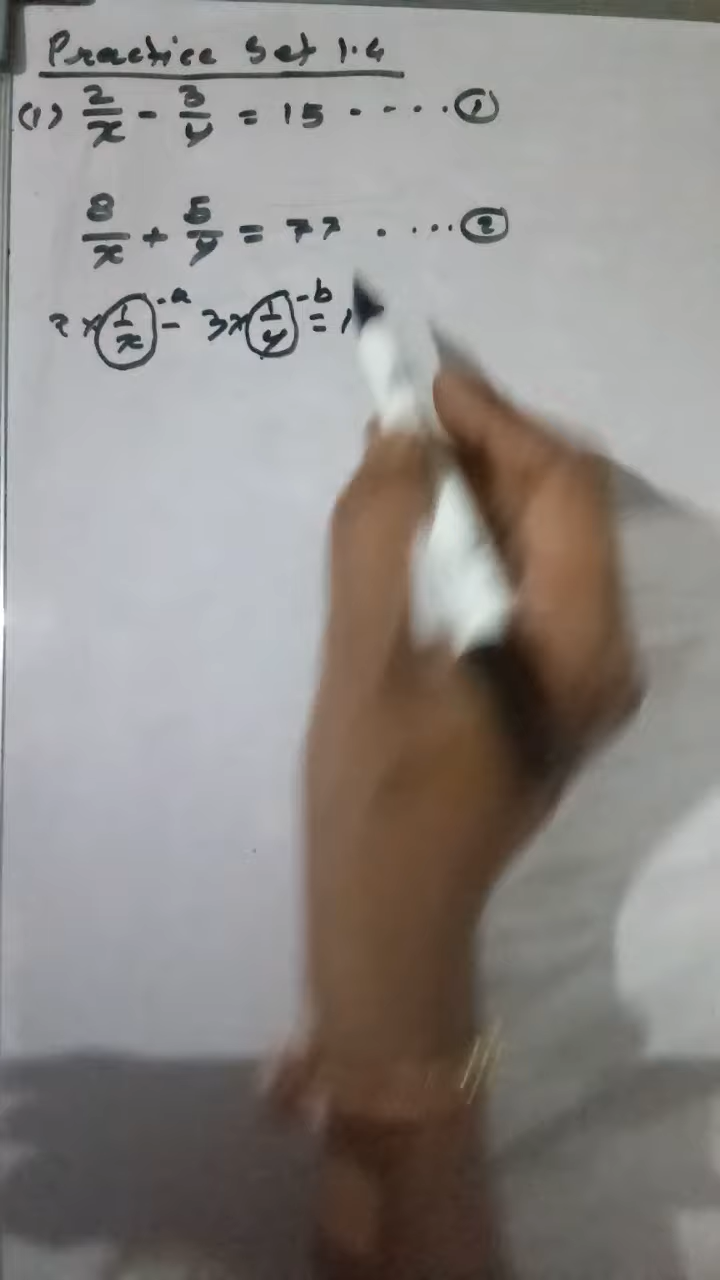 Practice Set 1.4
(1) 2/x - 3/y = 15 - - - - . ①
8/x + 5/y = 77 . - - - . ②
2 × 1/x - a - 3 × 1/y - b = 1